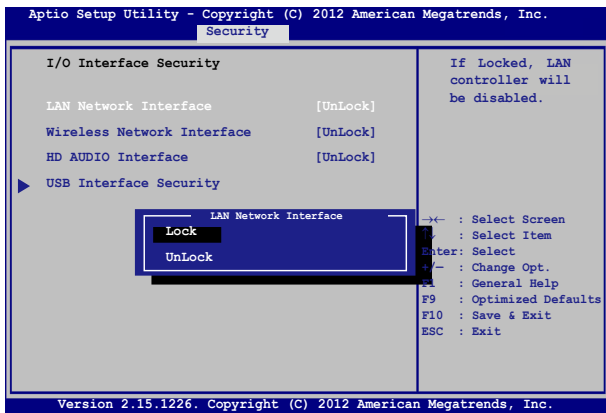 Aptio Setup Utility - Copyright (C) 2012 American Megatrends, Inc.
Security
I/O Interface Security
LAN Network Interface [UnLock]
Wireless Network Interface [UnLock]
HD AUDIO Interface [UnLock]
USB Interface Security
If Locked, LAN
controller will
be disabled.
LAN Network Interface
Lock
UnLock
→← : Select Screen
: Select Item
Enter: Select
+/− : Change Opt.
F1 : General Help
F9 : Optimized Defaults
F10 : Save & Exit
ESC : Exit
Version 2.15.1226. Copyright (C) 2012 American Megatrends, Inc.